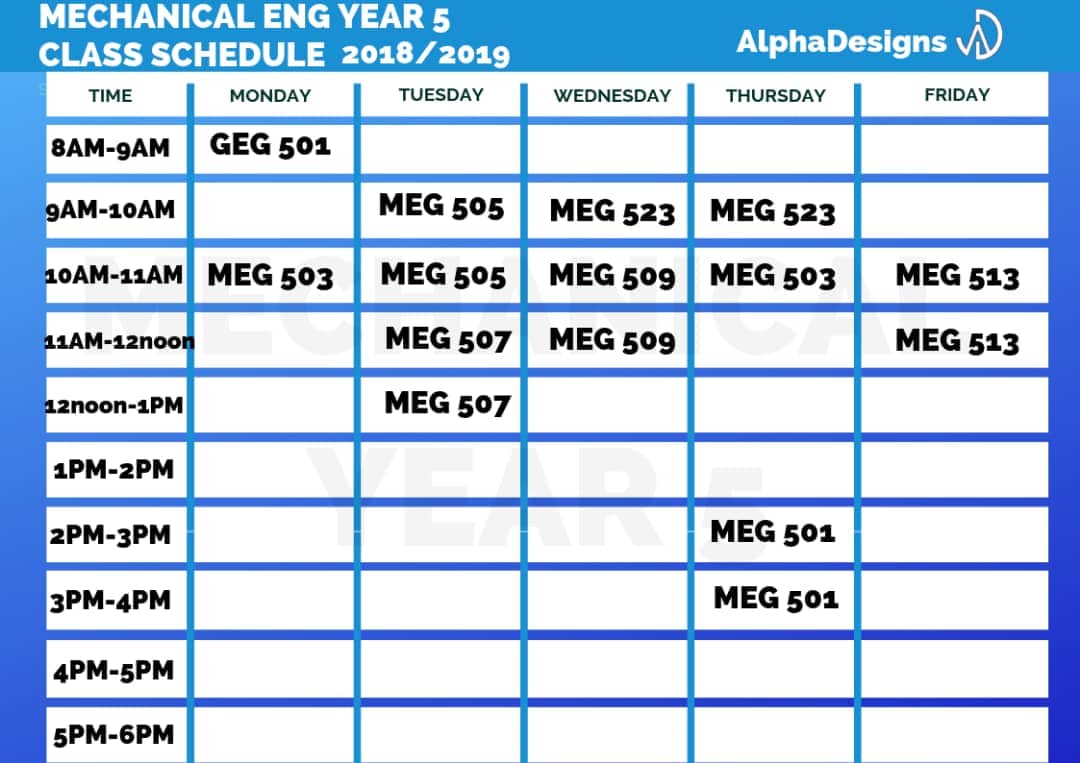 MECHANICAL ENG YEAR 5
CLASS SCHEDULE 2018/2019
AlphaDesigns
TIME MONDAY TUESDAY WEDNESDAY THURSDAY FRIDAY
8AM-9AM GEG 501
9AM-10AM MEG 505 MEG 523 MEG 523
10AM-11AM MEG 503 MEG 505 MEG 509 MEG 503 MEG 513
11AM-12noon MEG 507 MEG 509 MEG 513
12noon-1PM MEG 507
1PM-2PM
2PM-3PM MEG 501
3PM-4PM MEG 501
4PM-5PM
5PM-6PM
MECHANICAL
YEAR 5